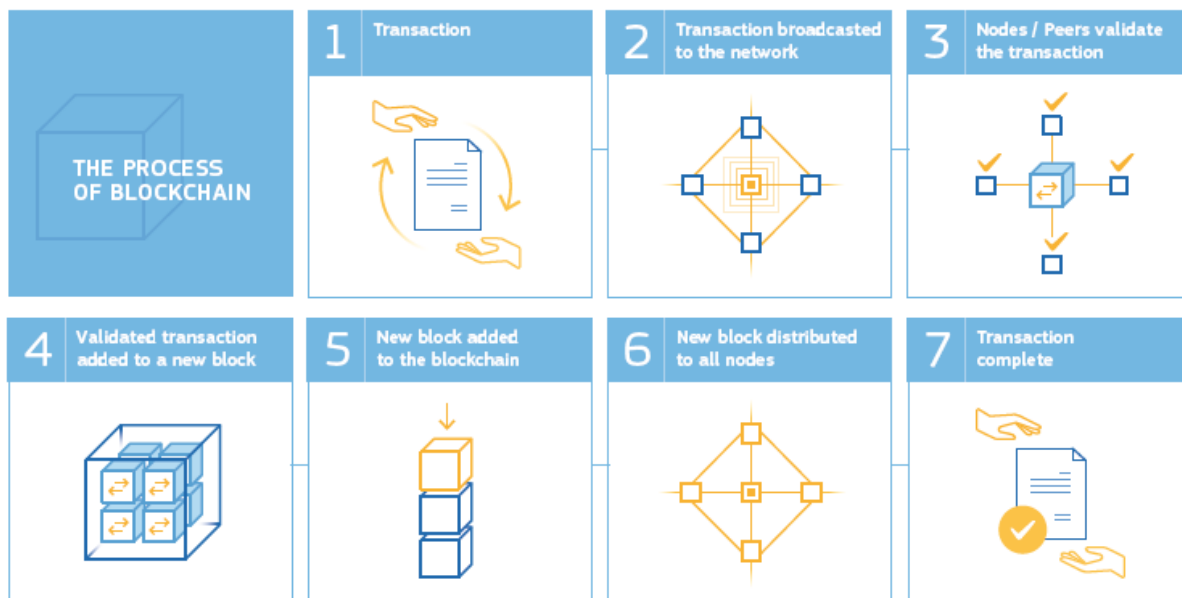 THE PROCESS
OF BLOCKCHAIN
1
Transaction
2
Transaction broadcasted
to the network
3
Nodes / Peers validate
the transaction
4
Validated transaction
added to a new block
5
New block added
to the blockchain
6
New block distributed
to all nodes
7
Transaction
complete